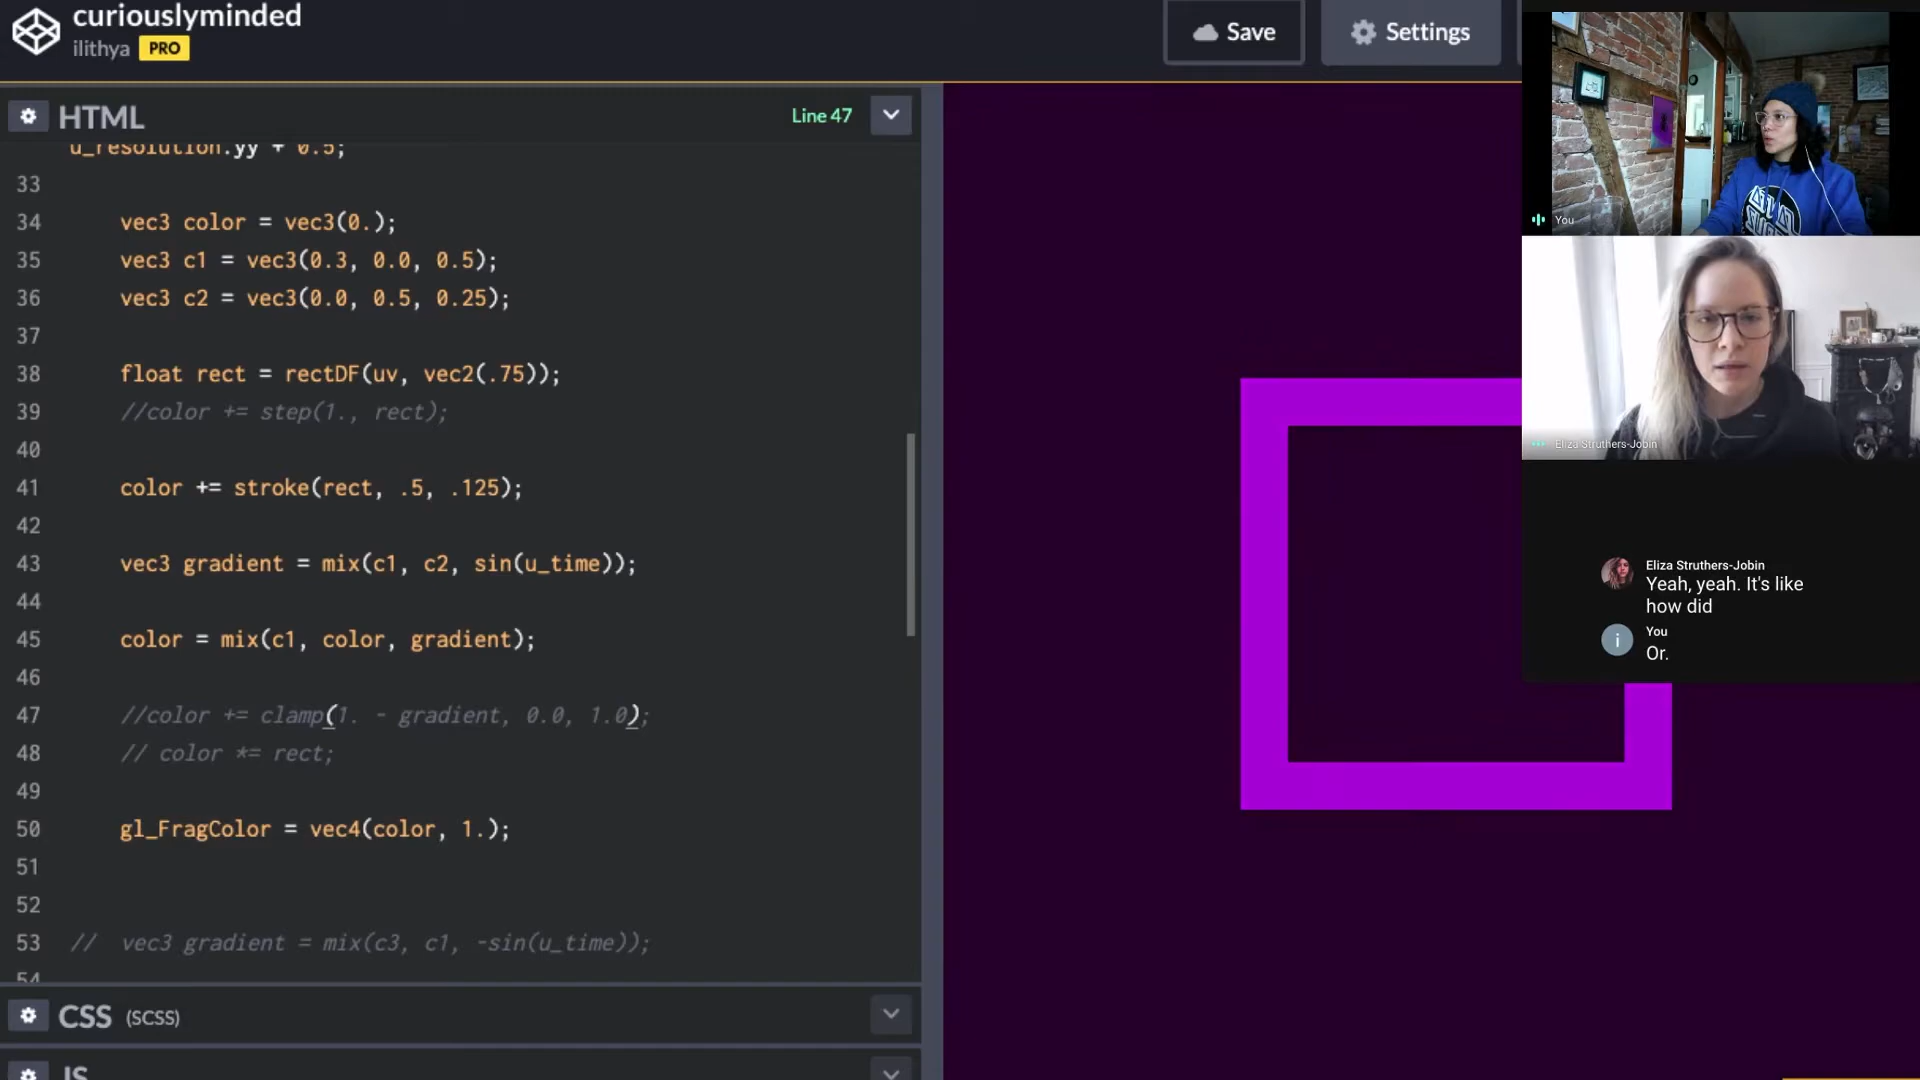 curiouslyminded
ilithya PRO
Save
Settings
HTML
Line 47
u_resolution.yy + 0.5;
33
34 vec3 color = vec3(0.);
35 vec3 c1 = vec3(0.3, 0.0, 0.5);
36 vec3 c2 = vec3(0.0, 0.5, 0.25);
37
38 float rect = rectDF(uv, vec2(.75));
39 //color += step(1., rect);
40
41 color += stroke(rect, .5, .125);
42
43 vec3 gradient = mix(c1, c2, sin(u_time));
44
45 color = mix(c1, color, gradient);
46
47 //color += clamp(1. - gradient, 0.0, 1.0);
48 // color *= rect;
49
50 gl_FragColor = vec4(color, 1.);
51
52
53 // vec3 gradient = mix(c3, c1, -sin(u_time));
54
CSS (SCSS)
JS
You
Eliza Struthers-Jobin
Eliza Struthers-Jobin
Yeah, yeah. It's like
how did
i
You
Or.